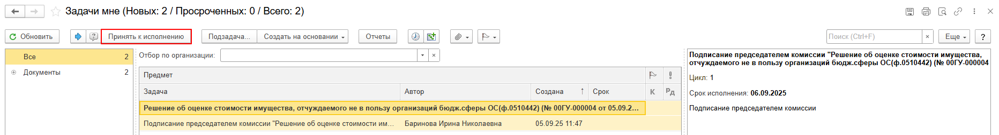 Задачи мне (Новых: 2 / Просроченных: 0 / Всего: 2)
Обновить
Принять к исполнению
Подзадача...
Создать на основании
Отчеты
Поиск (Ctrl+F)
×
Еще
?
Все 2
Документы 2
Отбор по организации:
Предмет
Задача Автор Создана ↑ Срок К Рд
Решение об оценке стоимости имущества, отчуждаемого не в пользу организаций бюдж.сферы ОС(ф.0510442) (№ 00ГУ-000004 от 05.09.2...
Подписание председателем комиссии "Решение об оценке стоимости им... Баринова Ирина Николаевна 05.09.25 11:47
Подписание председателем комиссии "Решение об оценке стоимости имущества,
отчуждаемого не в пользу организаций бюдж.сферы ОС(ф.0510442) (№ 00ГУ-000004
Цикл: 1
Срок исполнения: 06.09.2025
Подписание председателем комиссии